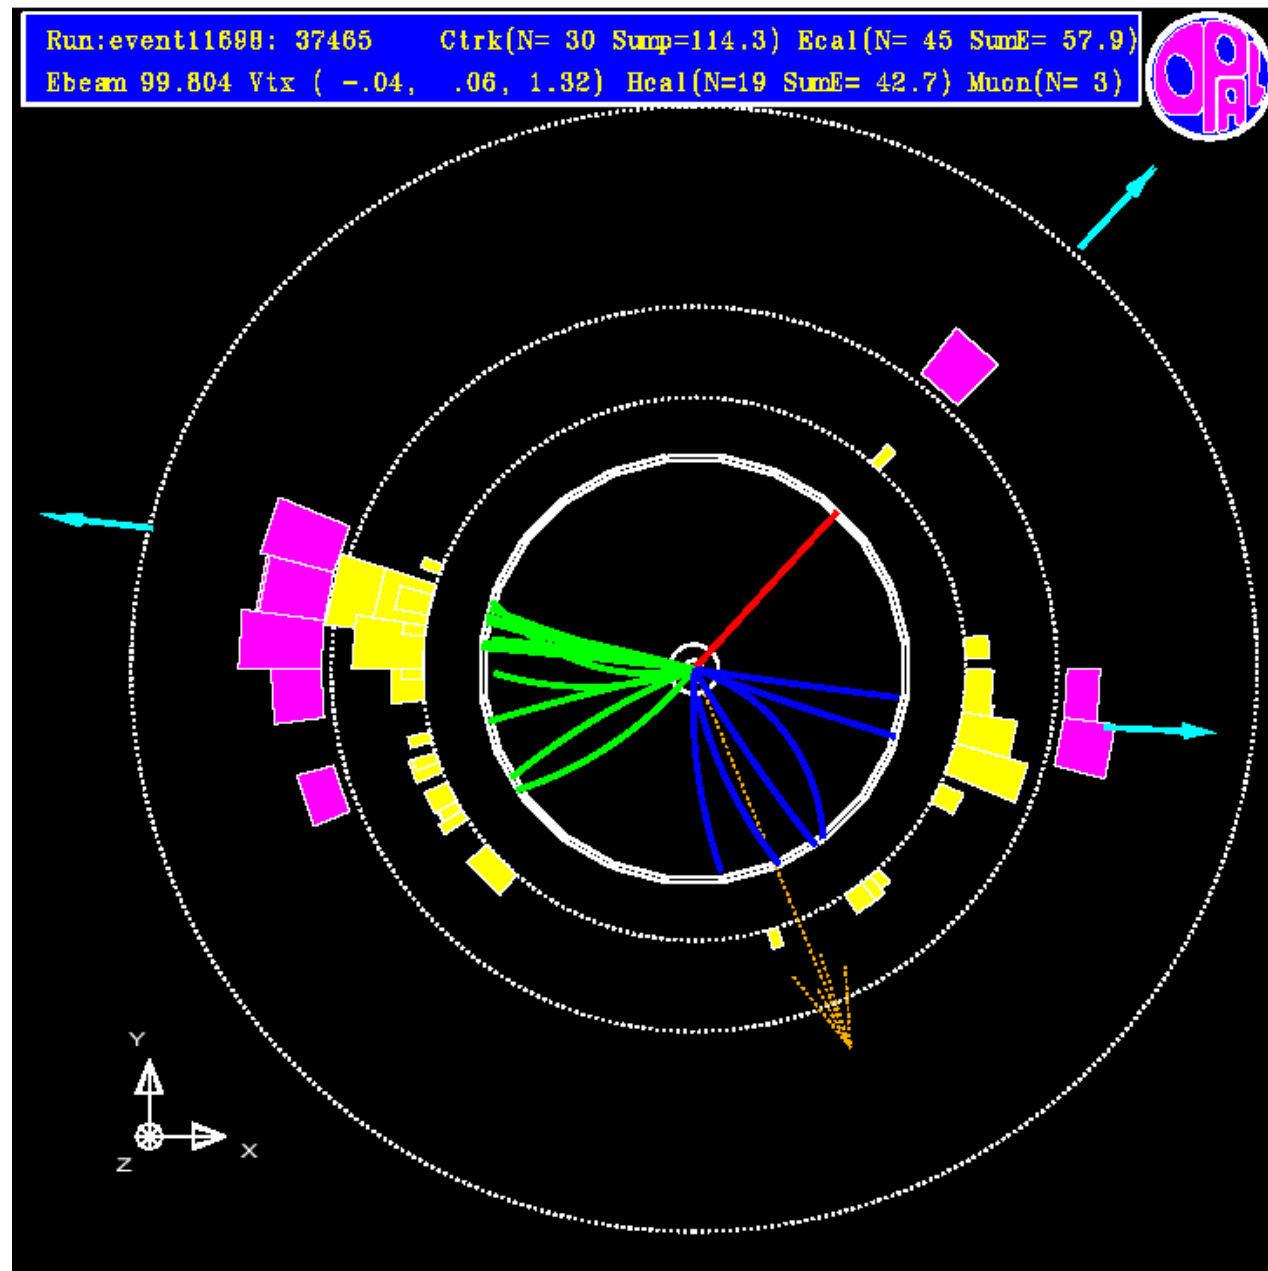 Run:event11698: 37465 Ctrk(N= 30 Sump=114.3) Ecal(N= 45 SumE= 57.9)
Ebeam 99.804 Vtx ( -.04, .06, 1.32) Hcal(N=19 SumE= 42.7) Muon(N= 3)
OPAL
Y
X
Z